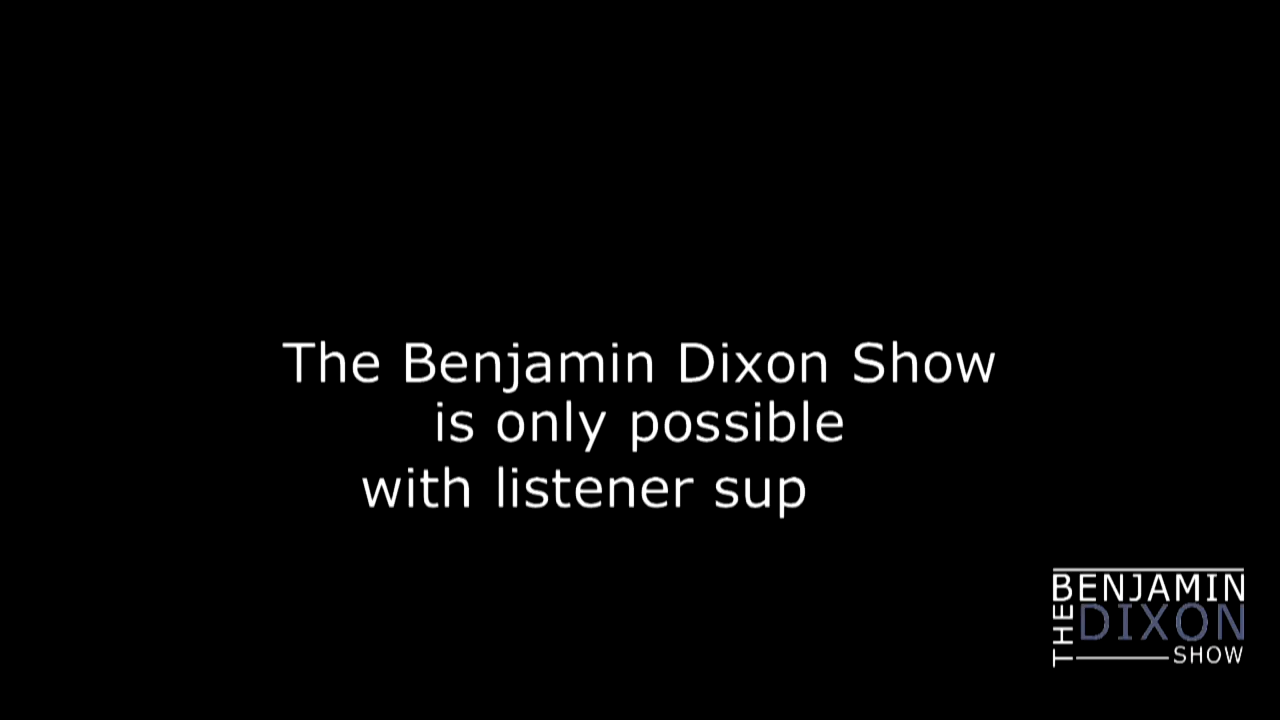 The Benjamin Dixon Show
is only possible
with listener sup
THE
BENJAMIN
DIXON
SHOW